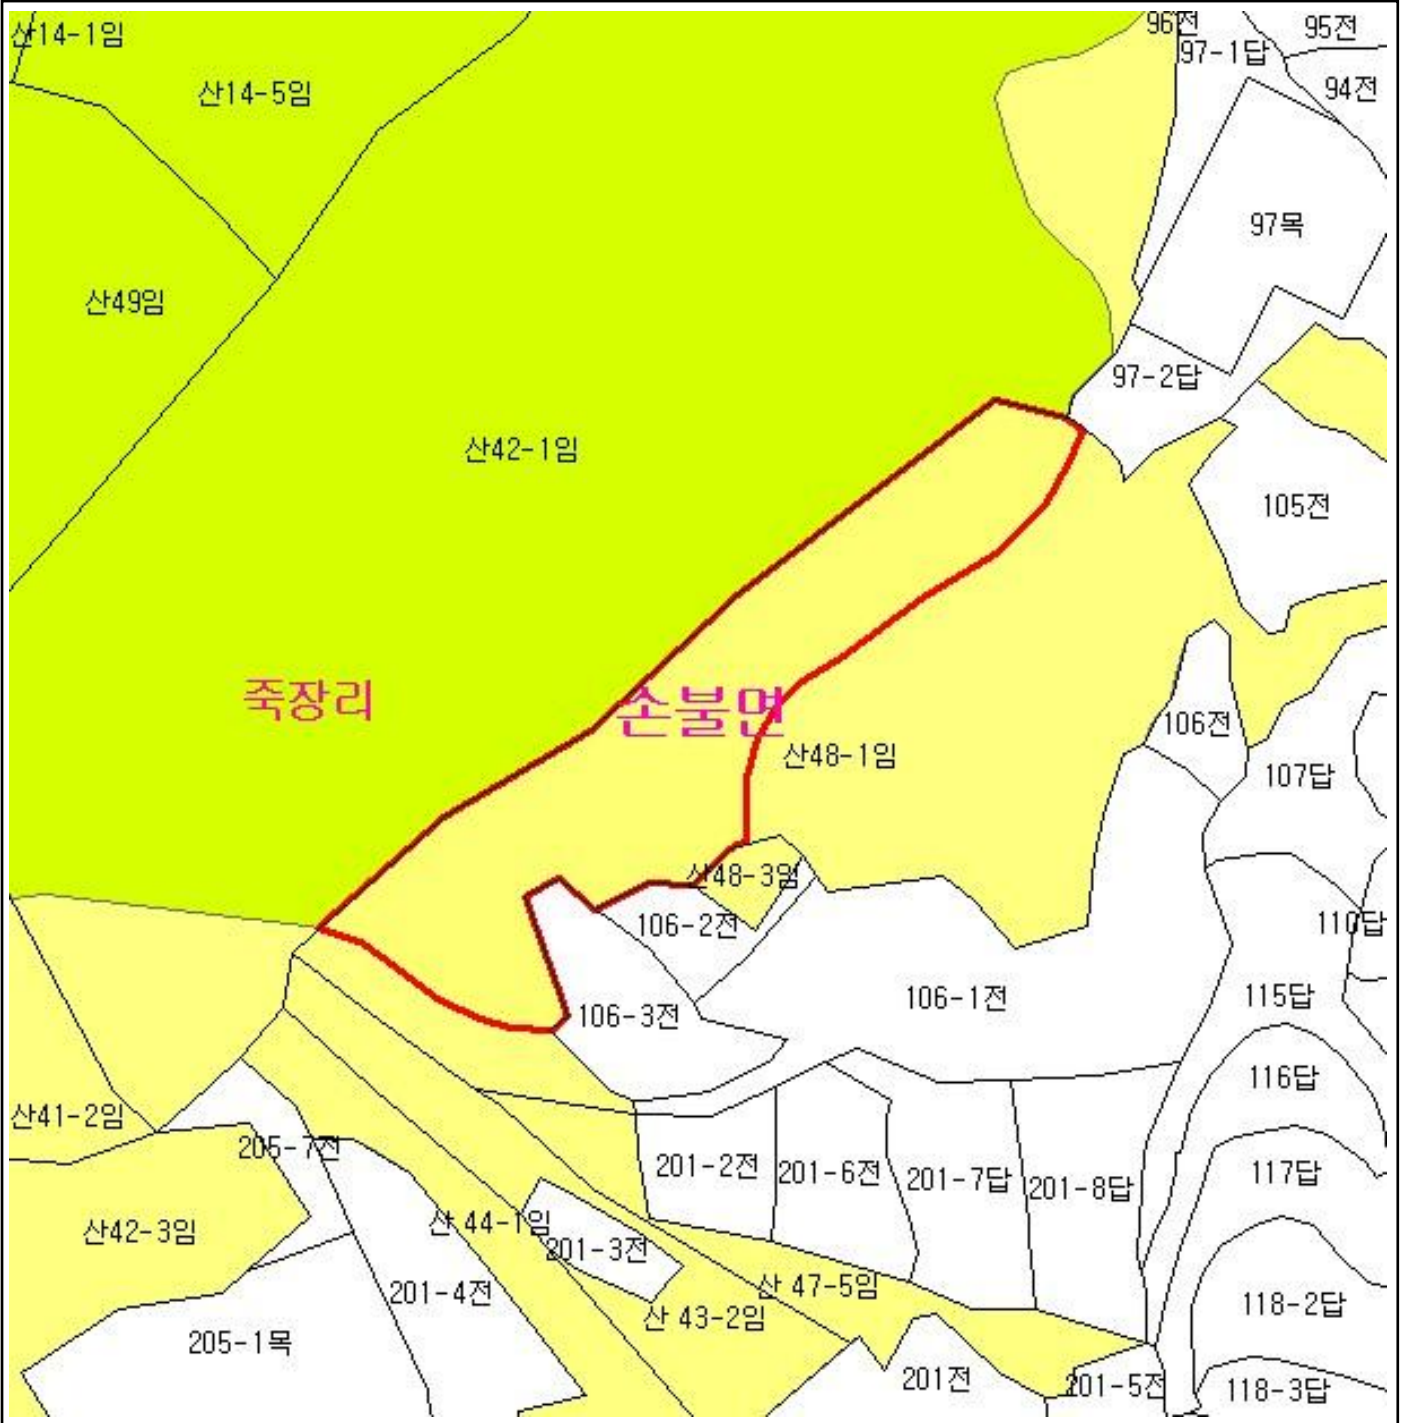 산14-1임
96전
95전
97-1답
산14-5임
94전
97목
산49임
97-2답
산42-1임
105전
죽장리
손불면
106전
산48-1임
107답
산48-3임
106-2전
110답
106-3전
106-1전
115답
116답
산41-2임
205-7전
201-2전
201-6전
201-7답
201-8답
117답
산42-3임
산 44-1임
201-3전
201-4전
산 47-5임
118-2답
산 43-2임
205-1목
201전
201-5전
118-3답